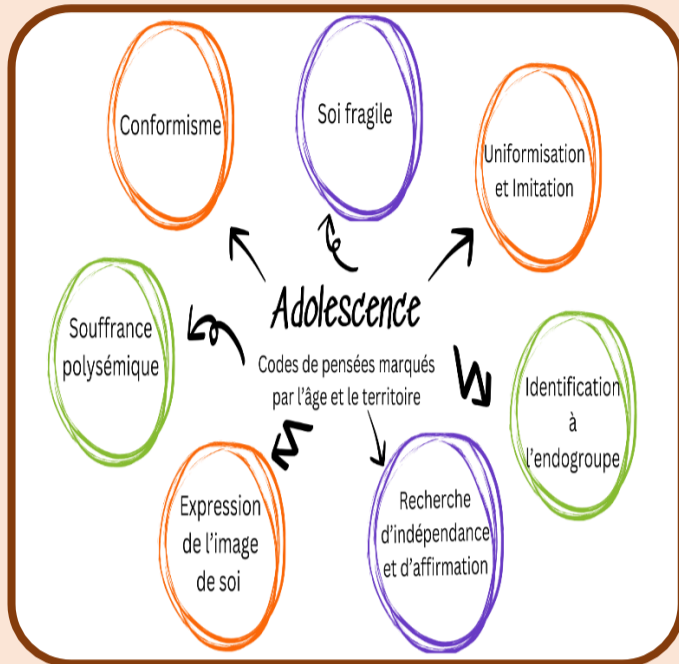 Conformisme
Soi fragile
Uniformisation
et Imitation
Adolescence
Codes de pensées marqués
par l'âge et le territoire
Souffrance
polysémique
Identification
à
l'endogroupe
Expression
de l'image
de soi
Recherche
d'indépendance
et d'affirmation